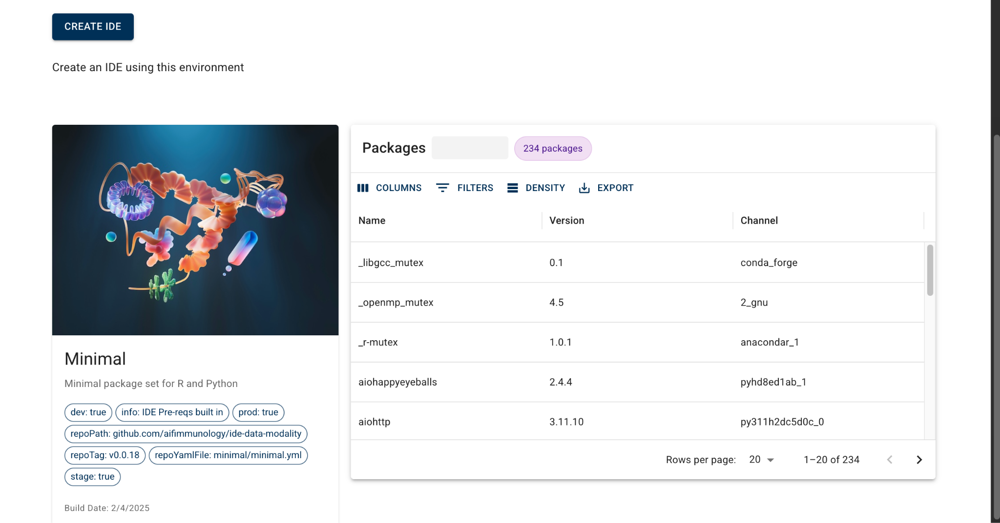 CREATE IDE
Create an IDE using this environment
Minimal
Minimal package set for R and Python
dev: true info: IDE Pre-reqs built in prod: true
repoPath: github.com/aifimmunology/ide-data-modality
repoTag: v0.0.18 repoYamlFile: minimal/minimal.yml
stage: true
Build Date: 2/4/2025
Packages 234 packages
COLUMNS FILTERS DENSITY EXPORT
Name Version Channel
_libgcc_mutex 0.1 conda_forge
_openmp_mutex 4.5 2_gnu
_r-mutex 1.0.1 anacondar_1
aiohappyeyeballs 2.4.4 pyhd8ed1ab_1
aiohttp 3.11.10 py311h2dc5d0c_0
Rows per page: 20 1–20 of 234